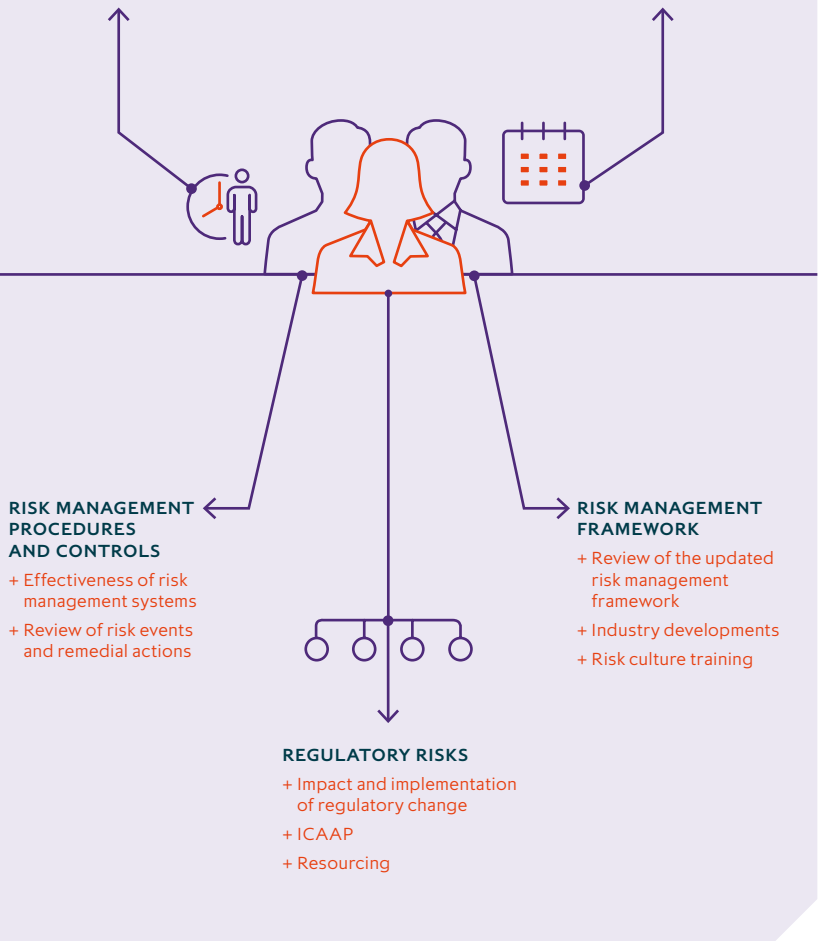 RISK MANAGEMENT
PROCEDURES
AND CONTROLS
+ Effectiveness of risk
management systems
+ Review of risk events
and remedial actions
RISK MANAGEMENT
FRAMEWORK
+ Review of the updated
risk management
framework
+ Industry developments
+ Risk culture training
REGULATORY RISKS
+ Impact and implementation
of regulatory change
+ ICAAP
+ Resourcing